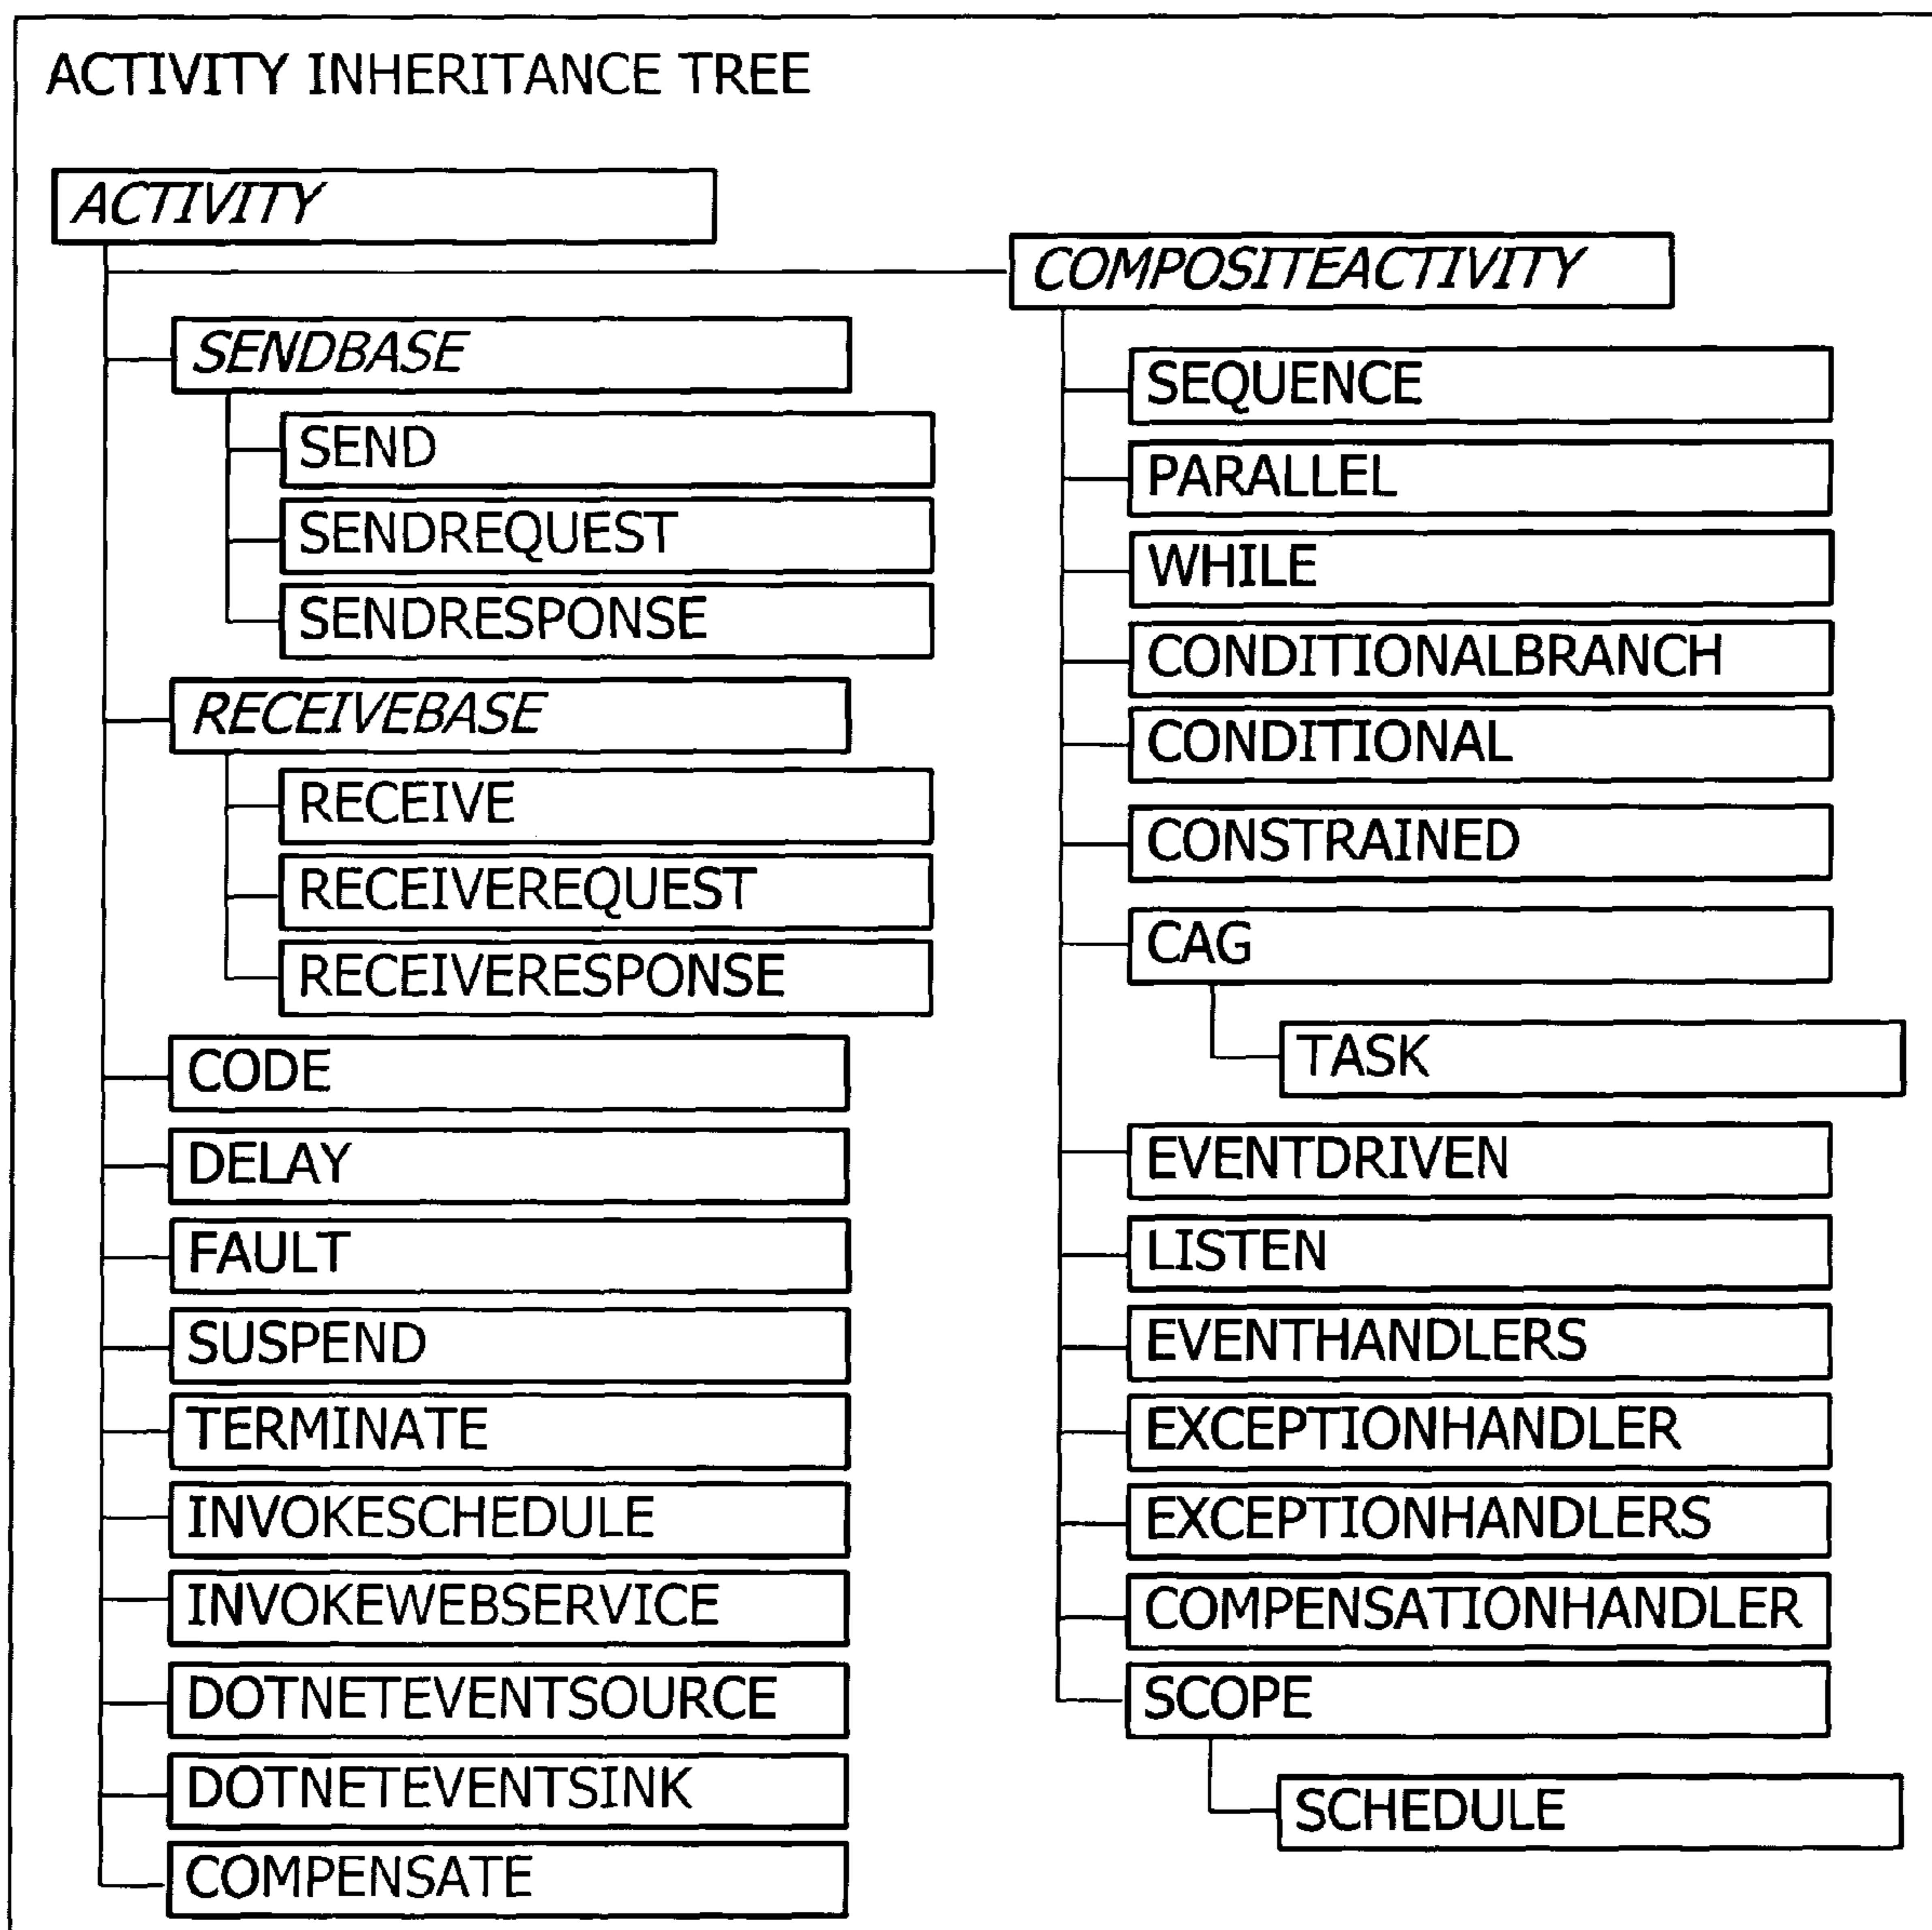 ACTIVITY INHERITANCE TREE
ACTIVITY
SENDBASE
SEND
SENDREQUEST
SENDRESPONSE
RECEIVEBASE
RECEIVE
RECEIVEREQUEST
RECEIVERESPONSE
CODE
DELAY
FAULT
SUSPEND
TERMINATE
INVOKESCHEDULE
INVOKEWEBSERVICE
DOTNETEVENTSOURCE
DOTNETEVENTSINK
COMPENSATE
COMPOSITEACTIVITY
SEQUENCE
PARALLEL
WHILE
CONDITIONALBRANCH
CONDITIONAL
CONSTRAINED
CAG
TASK
EVENTDRIVEN
LISTEN
EVENTHANDLERS
EXCEPTIONHANDLER
EXCEPTIONHANDLERS
COMPENSATIONHANDLER
SCOPE
SCHEDULE